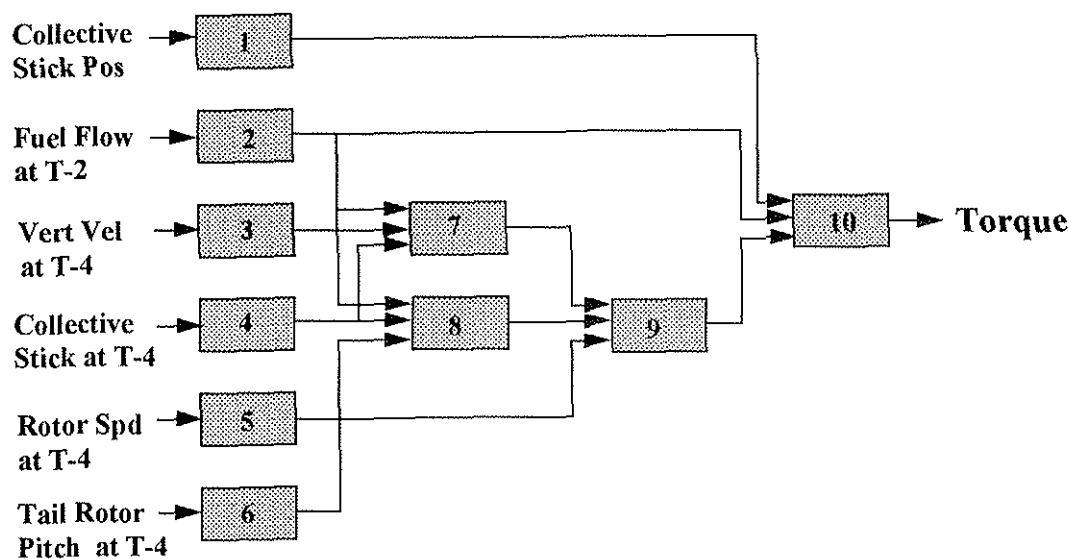 Collective
Stick Pos
1
Fuel Flow
at T-2
2
Vert Vel
at T-4
3
Collective
Stick at T-4
4
Rotor Spd
at T-4
5
Tail Rotor
Pitch at T-4
6
7
8
9
10
Torque